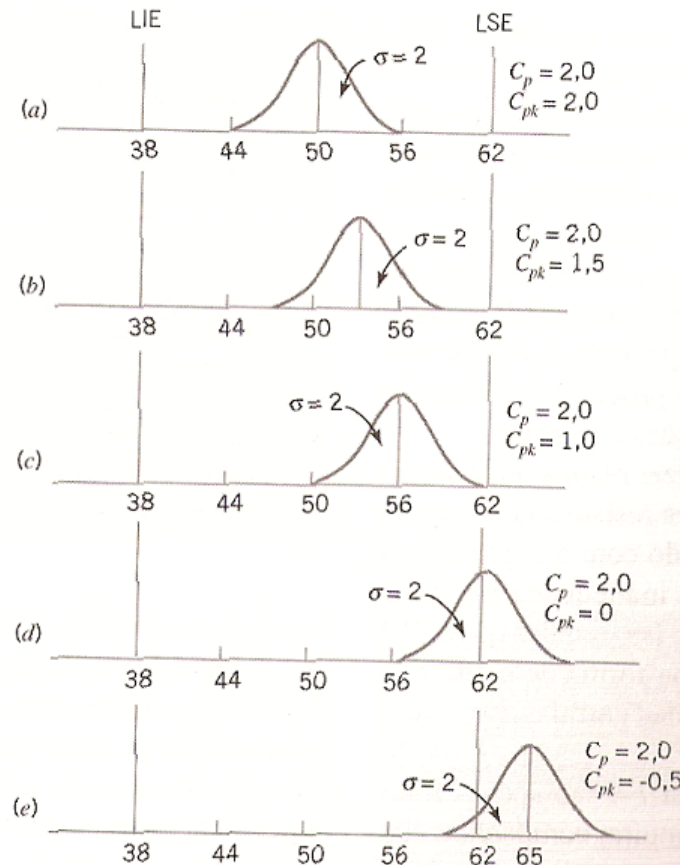 LIE
LSE
(a)
σ = 2
C_p = 2,0
C_pk = 2,0
38 44 50 56 62
(b)
σ = 2
C_p = 2,0
C_pk = 1,5
38 44 50 56 62
(c)
σ = 2
C_p = 2,0
C_pk = 1,0
38 44 50 56 62
(d)
σ = 2
C_p = 2,0
C_pk = 0
38 44 50 56 62
(e)
σ = 2
C_p = 2,0
C_pk = -0,5
38 44 50 56 62 65